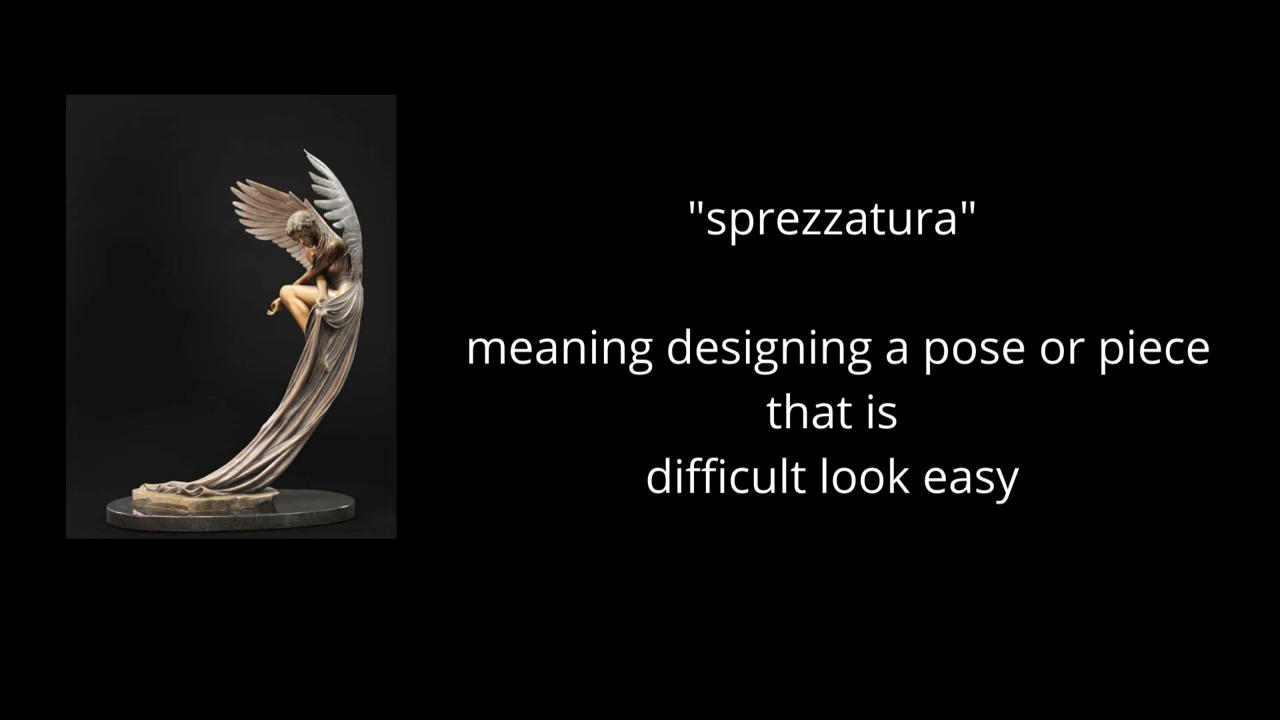 "sprezzatura"
meaning designing a pose or piece
that is
difficult look easy